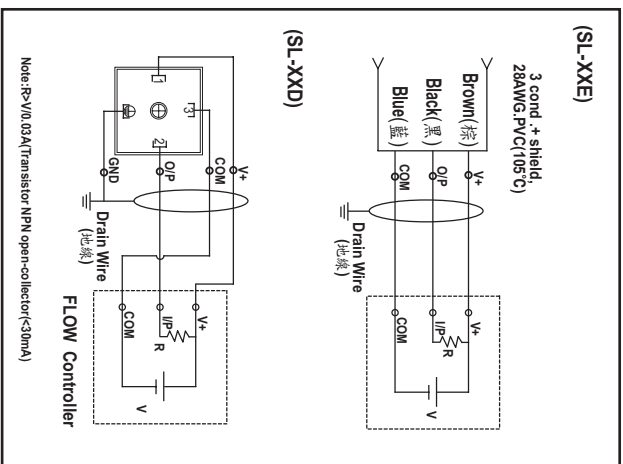 (SL-XXE)
3 cond .+ shield,
28AWG.PVC(105°C)
Brown(棕)
Black(黑)
Blue(藍)
V+
O/P
COM
Drain Wire
(地線)
V+
I/P
R
COM
V
(SL-XXD)
1
3
2
V+
COM
O/P
GND
Drain Wire
(地線)
V+
I/P
R
COM
V
FLOW Controller
Note:R>V/0.03A(Transistor NPN open-collector(<30mA)